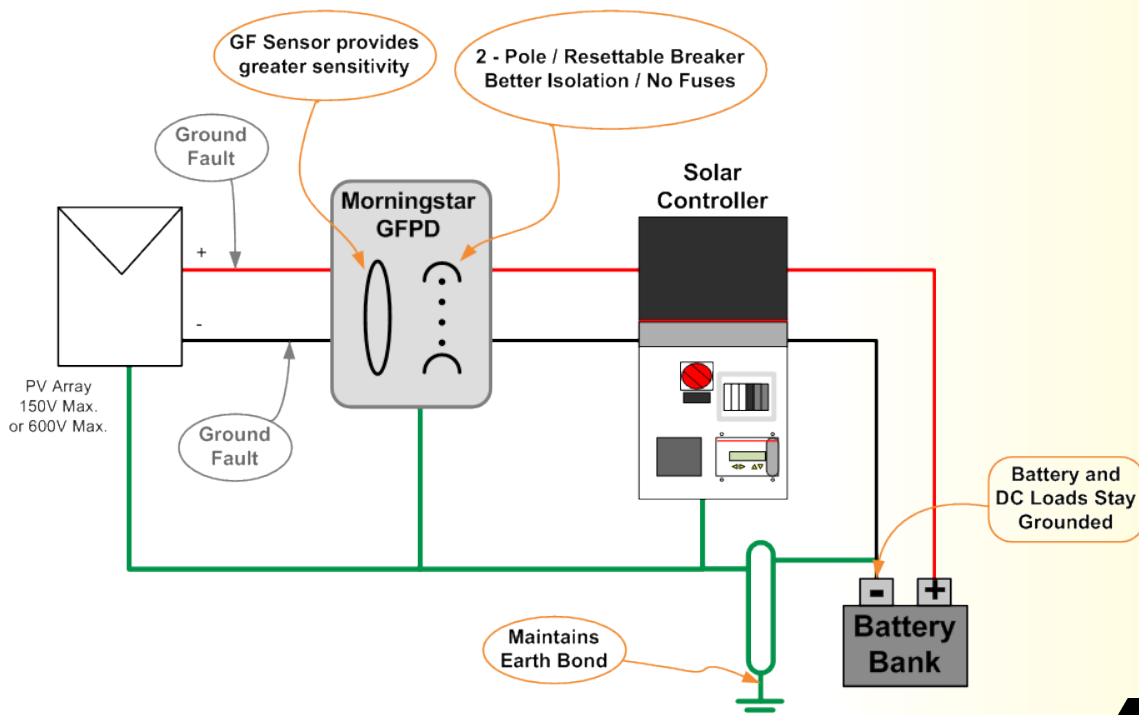 GF Sensor provides
greater sensitivity
2 - Pole / Resettable Breaker
Better Isolation / No Fuses
Ground
Fault
Morningstar
GFPD
Solar
Controller
+
-
PV Array
150V Max.
or 600V Max.
Ground
Fault
Battery and
DC Loads Stay
Grounded
Maintains
Earth Bond
- +
Battery
Bank